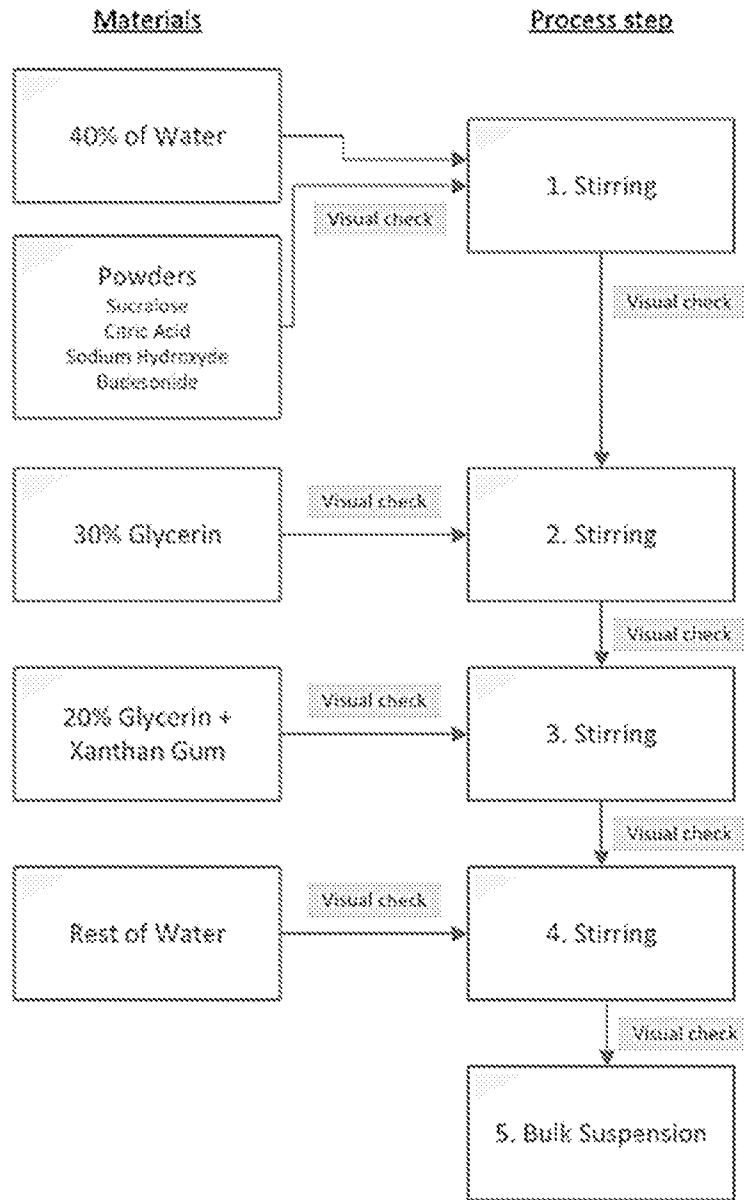 Materials
Process step
40% of Water
1. Stirring
Visual check
Powders
Sucralose
Citric Acid
Sodium Hydroxyde
Budesonide
Visual check
30% Glycerin
Visual check
2. Stirring
Visual check
20% Glycerin +
Xanthan Gum
Visual check
3. Stirring
Visual check
Rest of Water
Visual check
4. Stirring
Visual check
5. Bulk Suspension